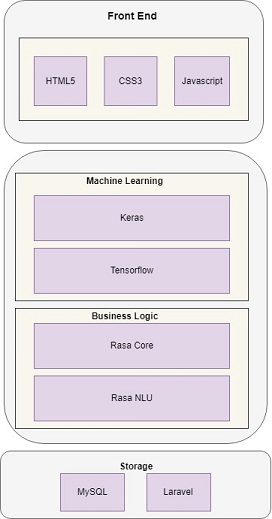 Front End
HTML5 CSS3 Javascript
Machine Learning
Keras
Tensorflow
Business Logic
Rasa Core
Rasa NLU
Storage
MySQL Laravel